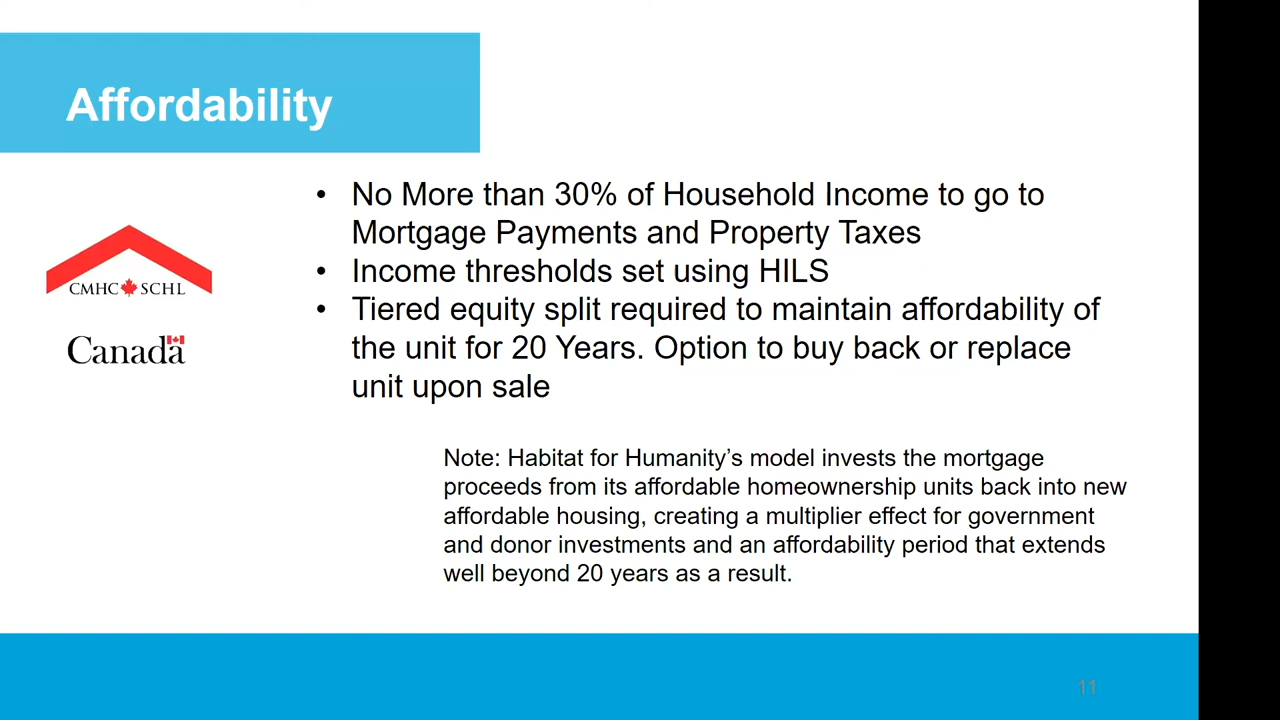 Affordability
• No More than 30% of Household Income to go to
Mortgage Payments and Property Taxes
• Income thresholds set using HILS
• Tiered equity split required to maintain affordability of
the unit for 20 Years. Option to buy back or replace
unit upon sale
CMHC SCHL
Canada
Note: Habitat for Humanity’s model invests the mortgage
proceeds from its affordable homeownership units back into new
affordable housing, creating a multiplier effect for government
and donor investments and an affordability period that extends
well beyond 20 years as a result.
11